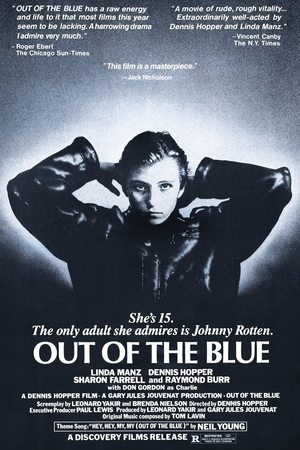 "OUT OF THE BLUE has a raw energy
and life to it that most films this year
seem to be lacking. A harrowing drama
I admire very much."
– Roger Ebert
The Chicago Sun-Times
"A movie of rude, rough vitality...
Extraordinarily well-acted by
Dennis Hopper and Linda Manz."
–Vincent Canby
The N.Y. Times
"This film is a masterpiece."
–Jack Nicholson
She's 15.
The only adult she admires is Johnny Rotten.
OUT OF THE BLUE
LINDA MANZ DENNIS HOPPER
SHARON FARRELL and RAYMOND BURR
with DON GORDON as Charlie
A DENNIS HOPPER FILM · A GARY JULES JOUVENAT PRODUCTION · OUT OF THE BLUE
Screenplay by LEONARD YAKIR and BRENDA NIELSON Directed by DENNIS HOPPER
Executive Producer PAUL LEWIS Produced by LEONARD YAKIR and GARY JULES JOUVENAT
Original Music composed by TOM LAVIN
Theme Song: "HEY, HEY, MY, MY (OUT OF THE BLUE)" by NEIL YOUNG
A DISCOVERY FILMS RELEASE
R RESTRICTED